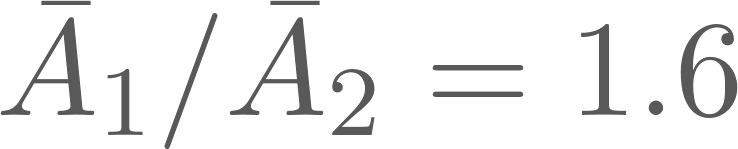 Ā₁/Ā₂ = 1.6